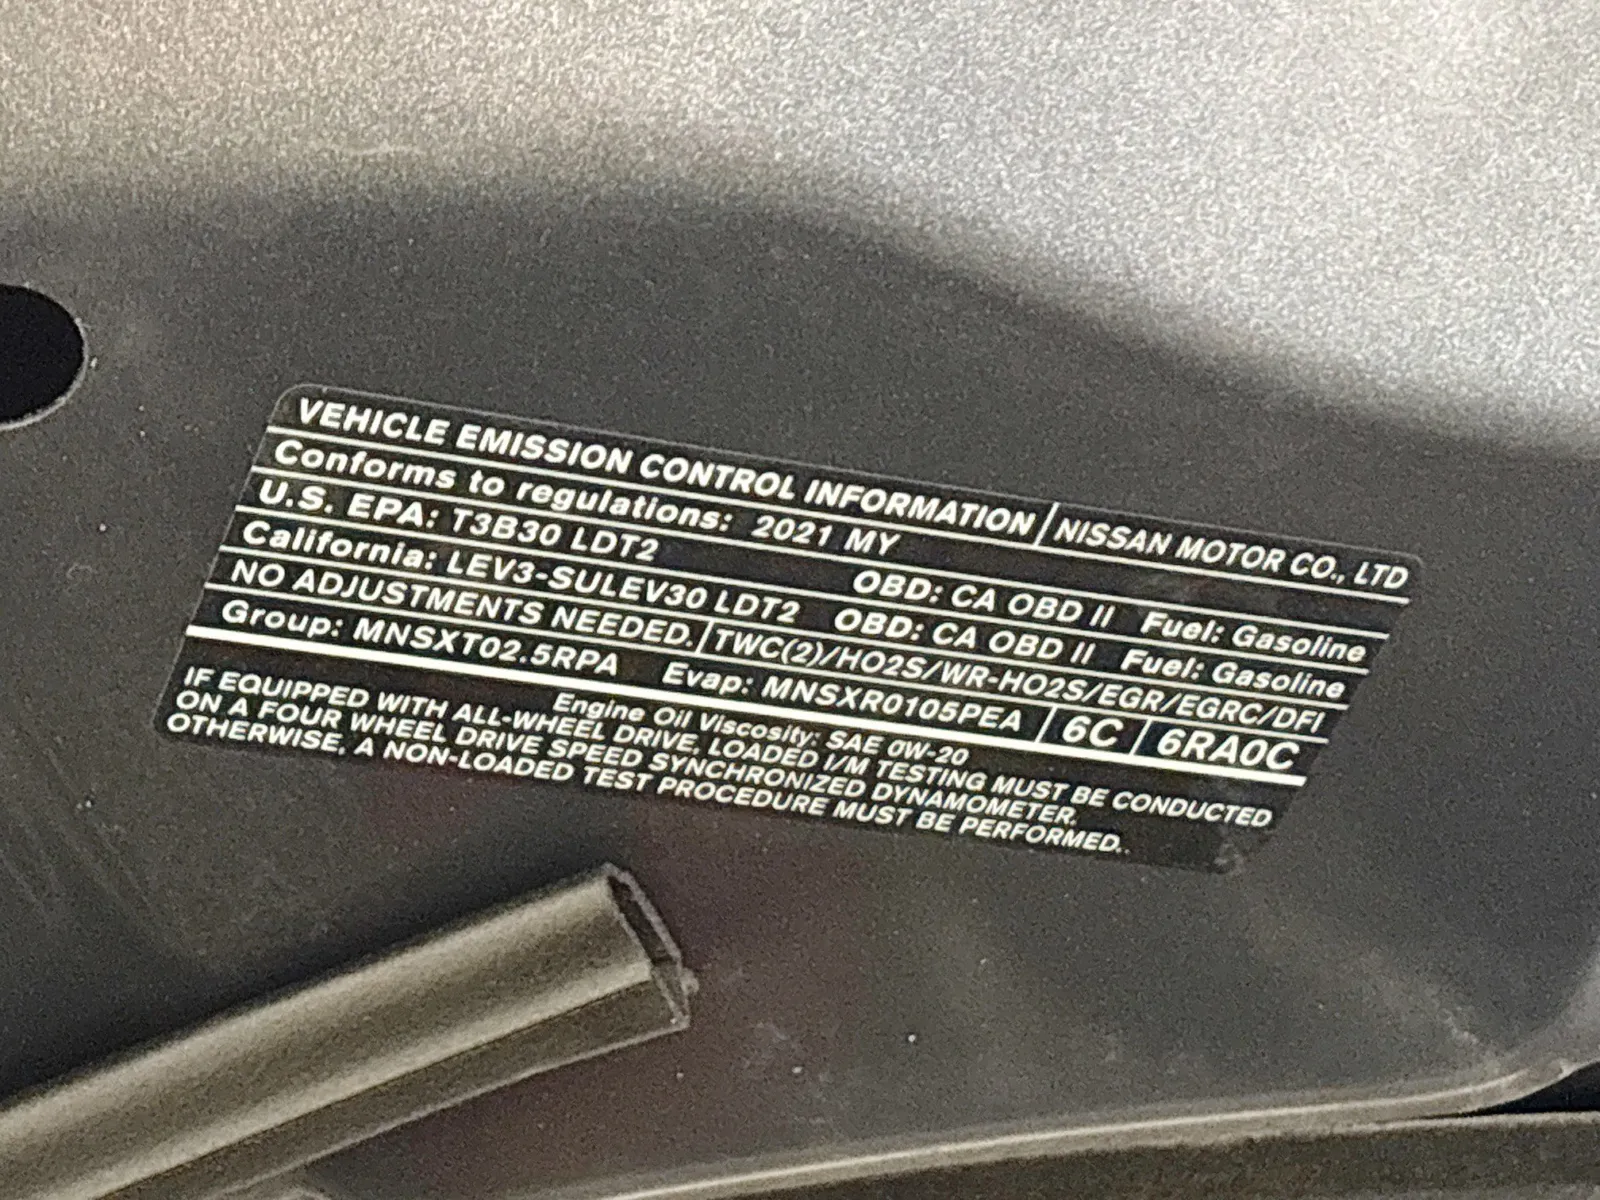 VEHICLE EMISSION CONTROL INFORMATION NISSAN MOTOR CO., LTD
Conforms to regulations: 2021 MY
U.S. EPA: T3B30 LDT2 OBD: CA OBD II Fuel: Gasoline
California: LEV3-SULEV30 LDT2 OBD: CA OBD II Fuel: Gasoline
NO ADJUSTMENTS NEEDED. TWC(2)/HO2S/WR-HO2S/EGR/EGRC/DFI
Group: MNSXT02.5RPA Evap: MNSXR0105PEA 6C 6RA0C
Engine Oil Viscosity: SAE 0W-20
IF EQUIPPED WITH ALL-WHEEL DRIVE, LOADED I/M TESTING MUST BE CONDUCTED
ON A FOUR WHEEL DRIVE SPEED SYNCHRONIZED DYNAMOMETER.
OTHERWISE, A NON-LOADED TEST PROCEDURE MUST BE PERFORMED..